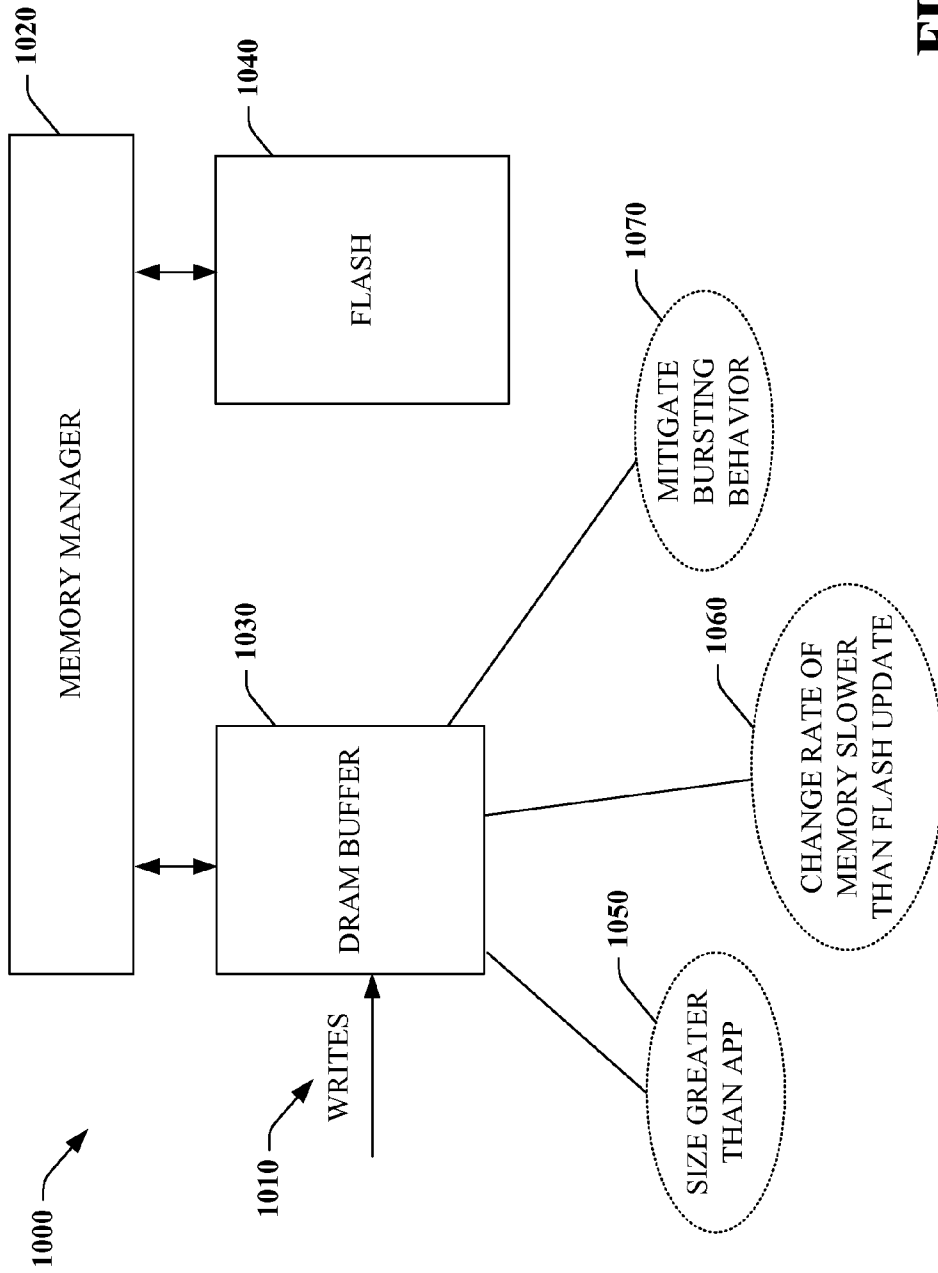 1000
1020
MEMORY MANAGER
1010
WRITES
1030
DRAM BUFFER
1040
FLASH
1050
SIZE GREATER
THAN APP
1060
CHANGE RATE OF
MEMORY SLOWER
THAN FLASH UPDATE
1070
MITIGATE
BURSTING
BEHAVIOR